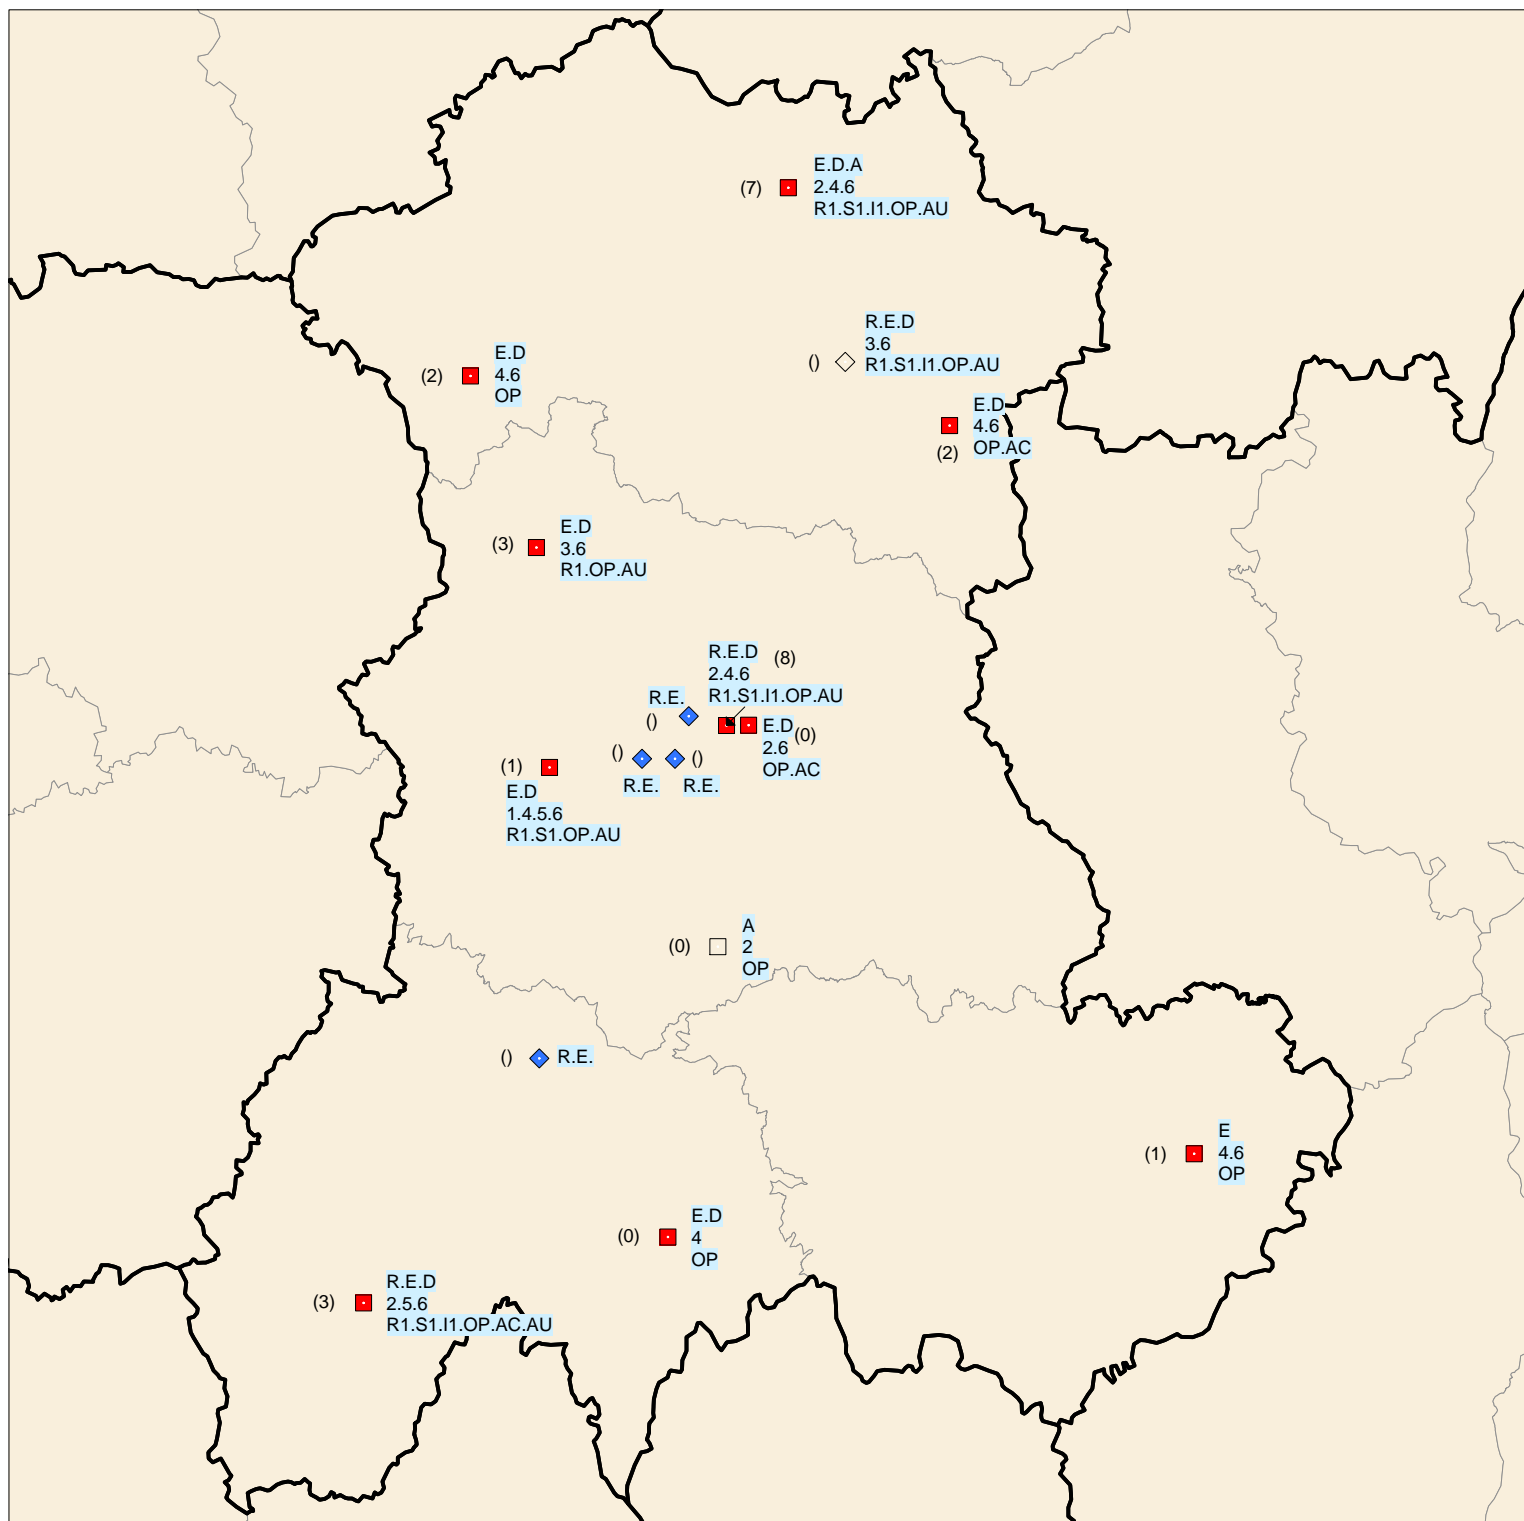 E.D.A
(7)
2.4.6
R1.S1.I1.OP.AU
R.E.D
3.6
()
R1.S1.I1.OP.AU
E.D
(2)
4.6
OP
E.D
4.6
OP.AC
(2)
E.D
(3)
3.6
R1.OP.AU
R.E.D
(8)
2.4.6
R1.S1.I1.OP.AU
R.E.
()
E.D
(0)
2.6
OP.AC
()
R.E.
()
R.E.
(1)
E.D
1.4.5.6
R1.S1.OP.AU
A
(0)
2
OP
()
R.E.
E
(1)
4.6
OP
E.D
(0)
4
OP
R.E.D
(3)
2.5.6
R1.S1.I1.OP.AC.AU